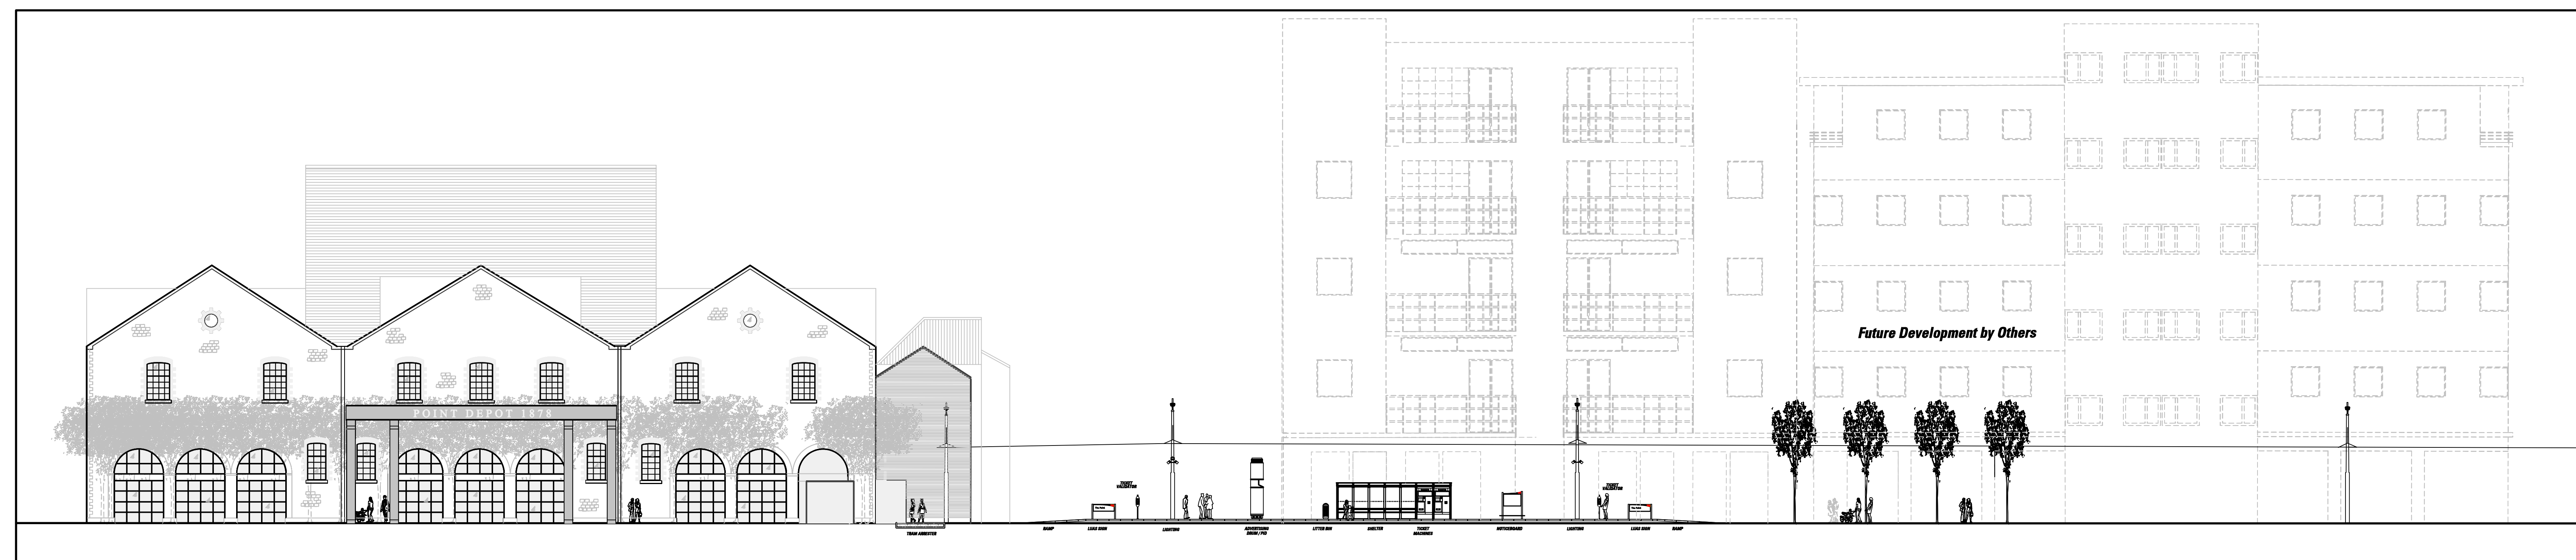 Future Development by Others
POINT DEPOT 1878
TICKET
VALIDATOR
TICKET
VALIDATOR
TRAM ARRESTER
RAMP
LUAS SIGN
LIGHTING
ADVERTISING
DRUM / PID
LITTER BIN
SHELTER
TICKET
MACHINES
NOTICEBOARD
LIGHTING
LUAS SIGN
RAMP